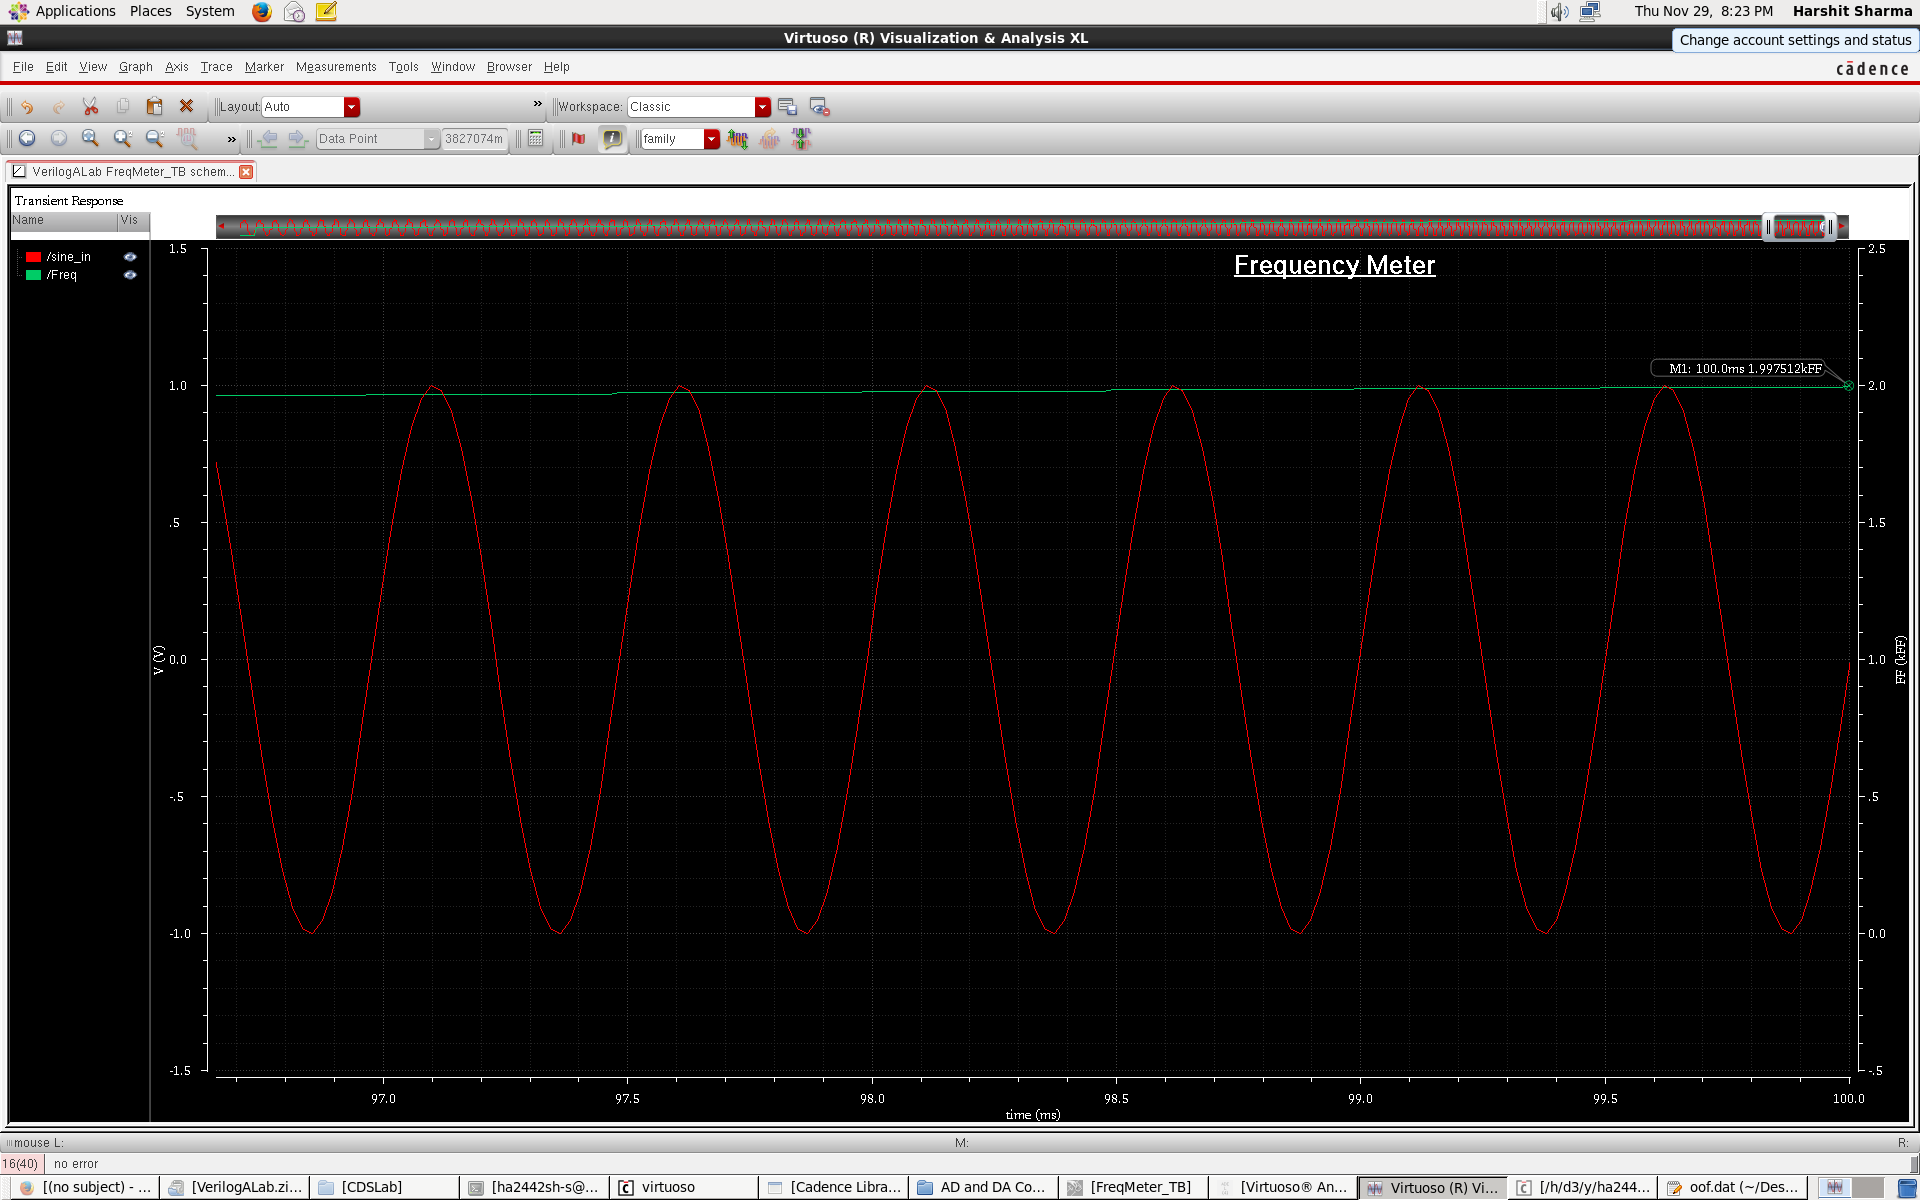 Applications Places System Thu Nov 29, 8:23 PM Harshit Sharma
Virtuoso (R) Visualization & Analysis XL
Change account settings and status
File Edit View Graph Axis Trace Marker Measurements Tools Window Browser Help
cādence
Layout: Auto » Workspace: Classic
» Data Point 3827074m family
VerilogALab FreqMeter_TB schem...
Transient Response
Name Vis
/sine_in
/Freq
Frequency Meter
M1: 100.0ms 1.997512kFF
1.5
1.0
.5
0.0
-.5
-1.0
-1.5
V (V)
2.5
2.0
1.5
1.0
.5
0.0
-.5
FF (kFF)
97.0 97.5 98.0 98.5 99.0 99.5 100.0
time (ms)
mouse L: M: R:
16(40) no error
[(no subject) - ... [VerilogALab.zi... [CDSLab] [ha2442sh-s@... virtuoso [Cadence Libra... AD and DA Co... [FreqMeter_TB] [Virtuoso® An... Virtuoso (R) Vi... [/h/d3/y/ha244... oof.dat (~/Des...